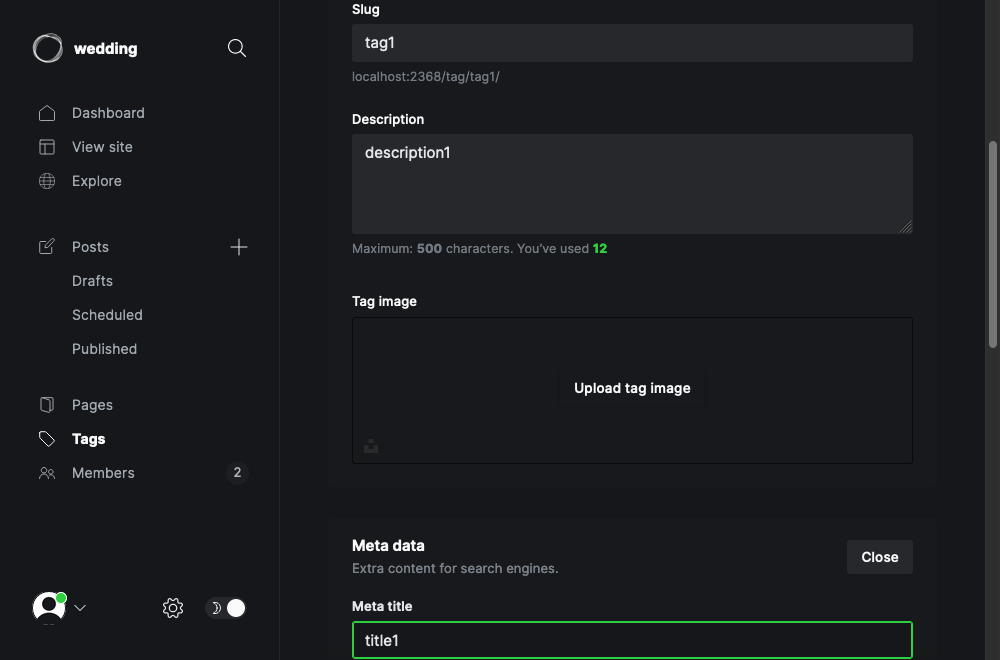 wedding
Dashboard
View site
Explore
Posts
Drafts
Scheduled
Published
Pages
Tags
Members 2
Slug
tag1
localhost:2368/tag/tag1/
Description
description1
Maximum: 500 characters. You’ve used 12
Tag image
Upload tag image
Meta data
Close
Extra content for search engines.
Meta title
title1